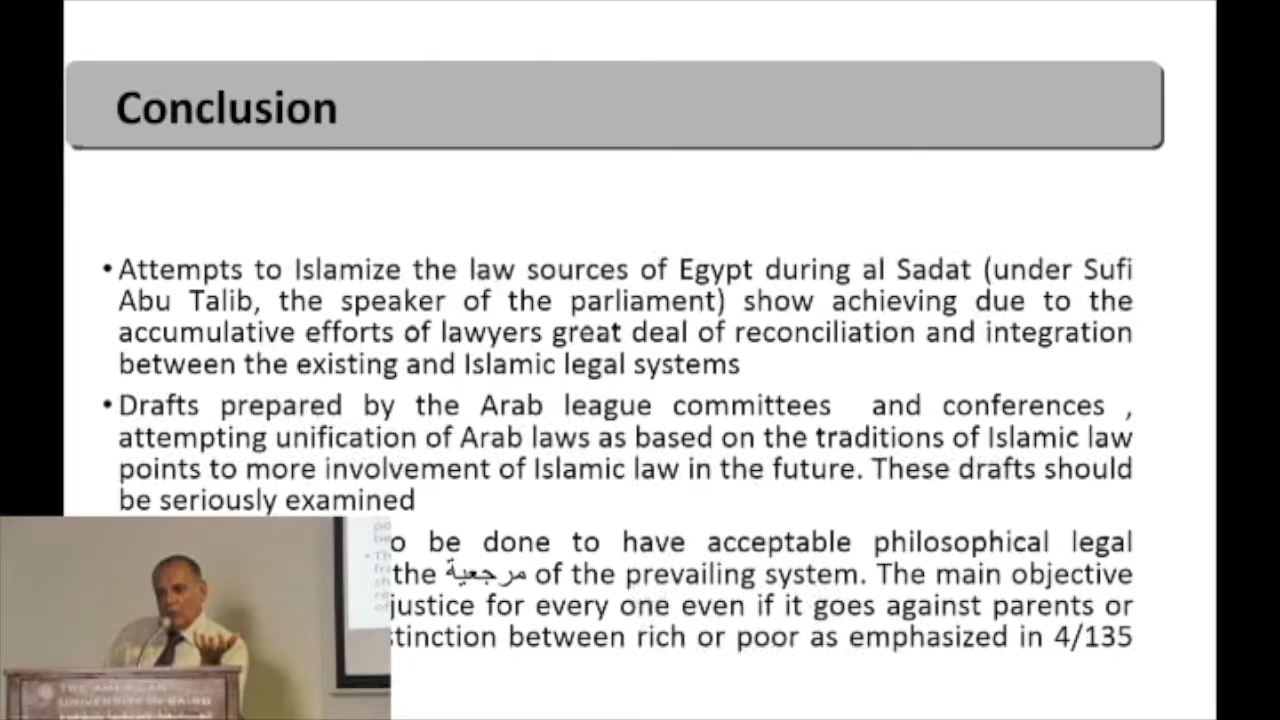 Conclusion
• Attempts to Islamize the law sources of Egypt during al Sadat (under Sufi
Abu Talib, the speaker of the parliament) show achieving due to the
accumulative efforts of lawyers great deal of reconciliation and integration
between the existing and Islamic legal systems
• Drafts prepared by the Arab league committees and conferences ,
attempting unification of Arab laws as based on the traditions of Islamic law
points to more involvement of Islamic law in the future. These drafts should
be seriously examined
o be done to have acceptable philosophical legal
the مرجعية of the prevailing system. The main objective
justice for every one even if it goes against parents or
stinction between rich or poor as emphasized in 4/135
THE AMERICAN
UNIVERSITY IN CAIRO